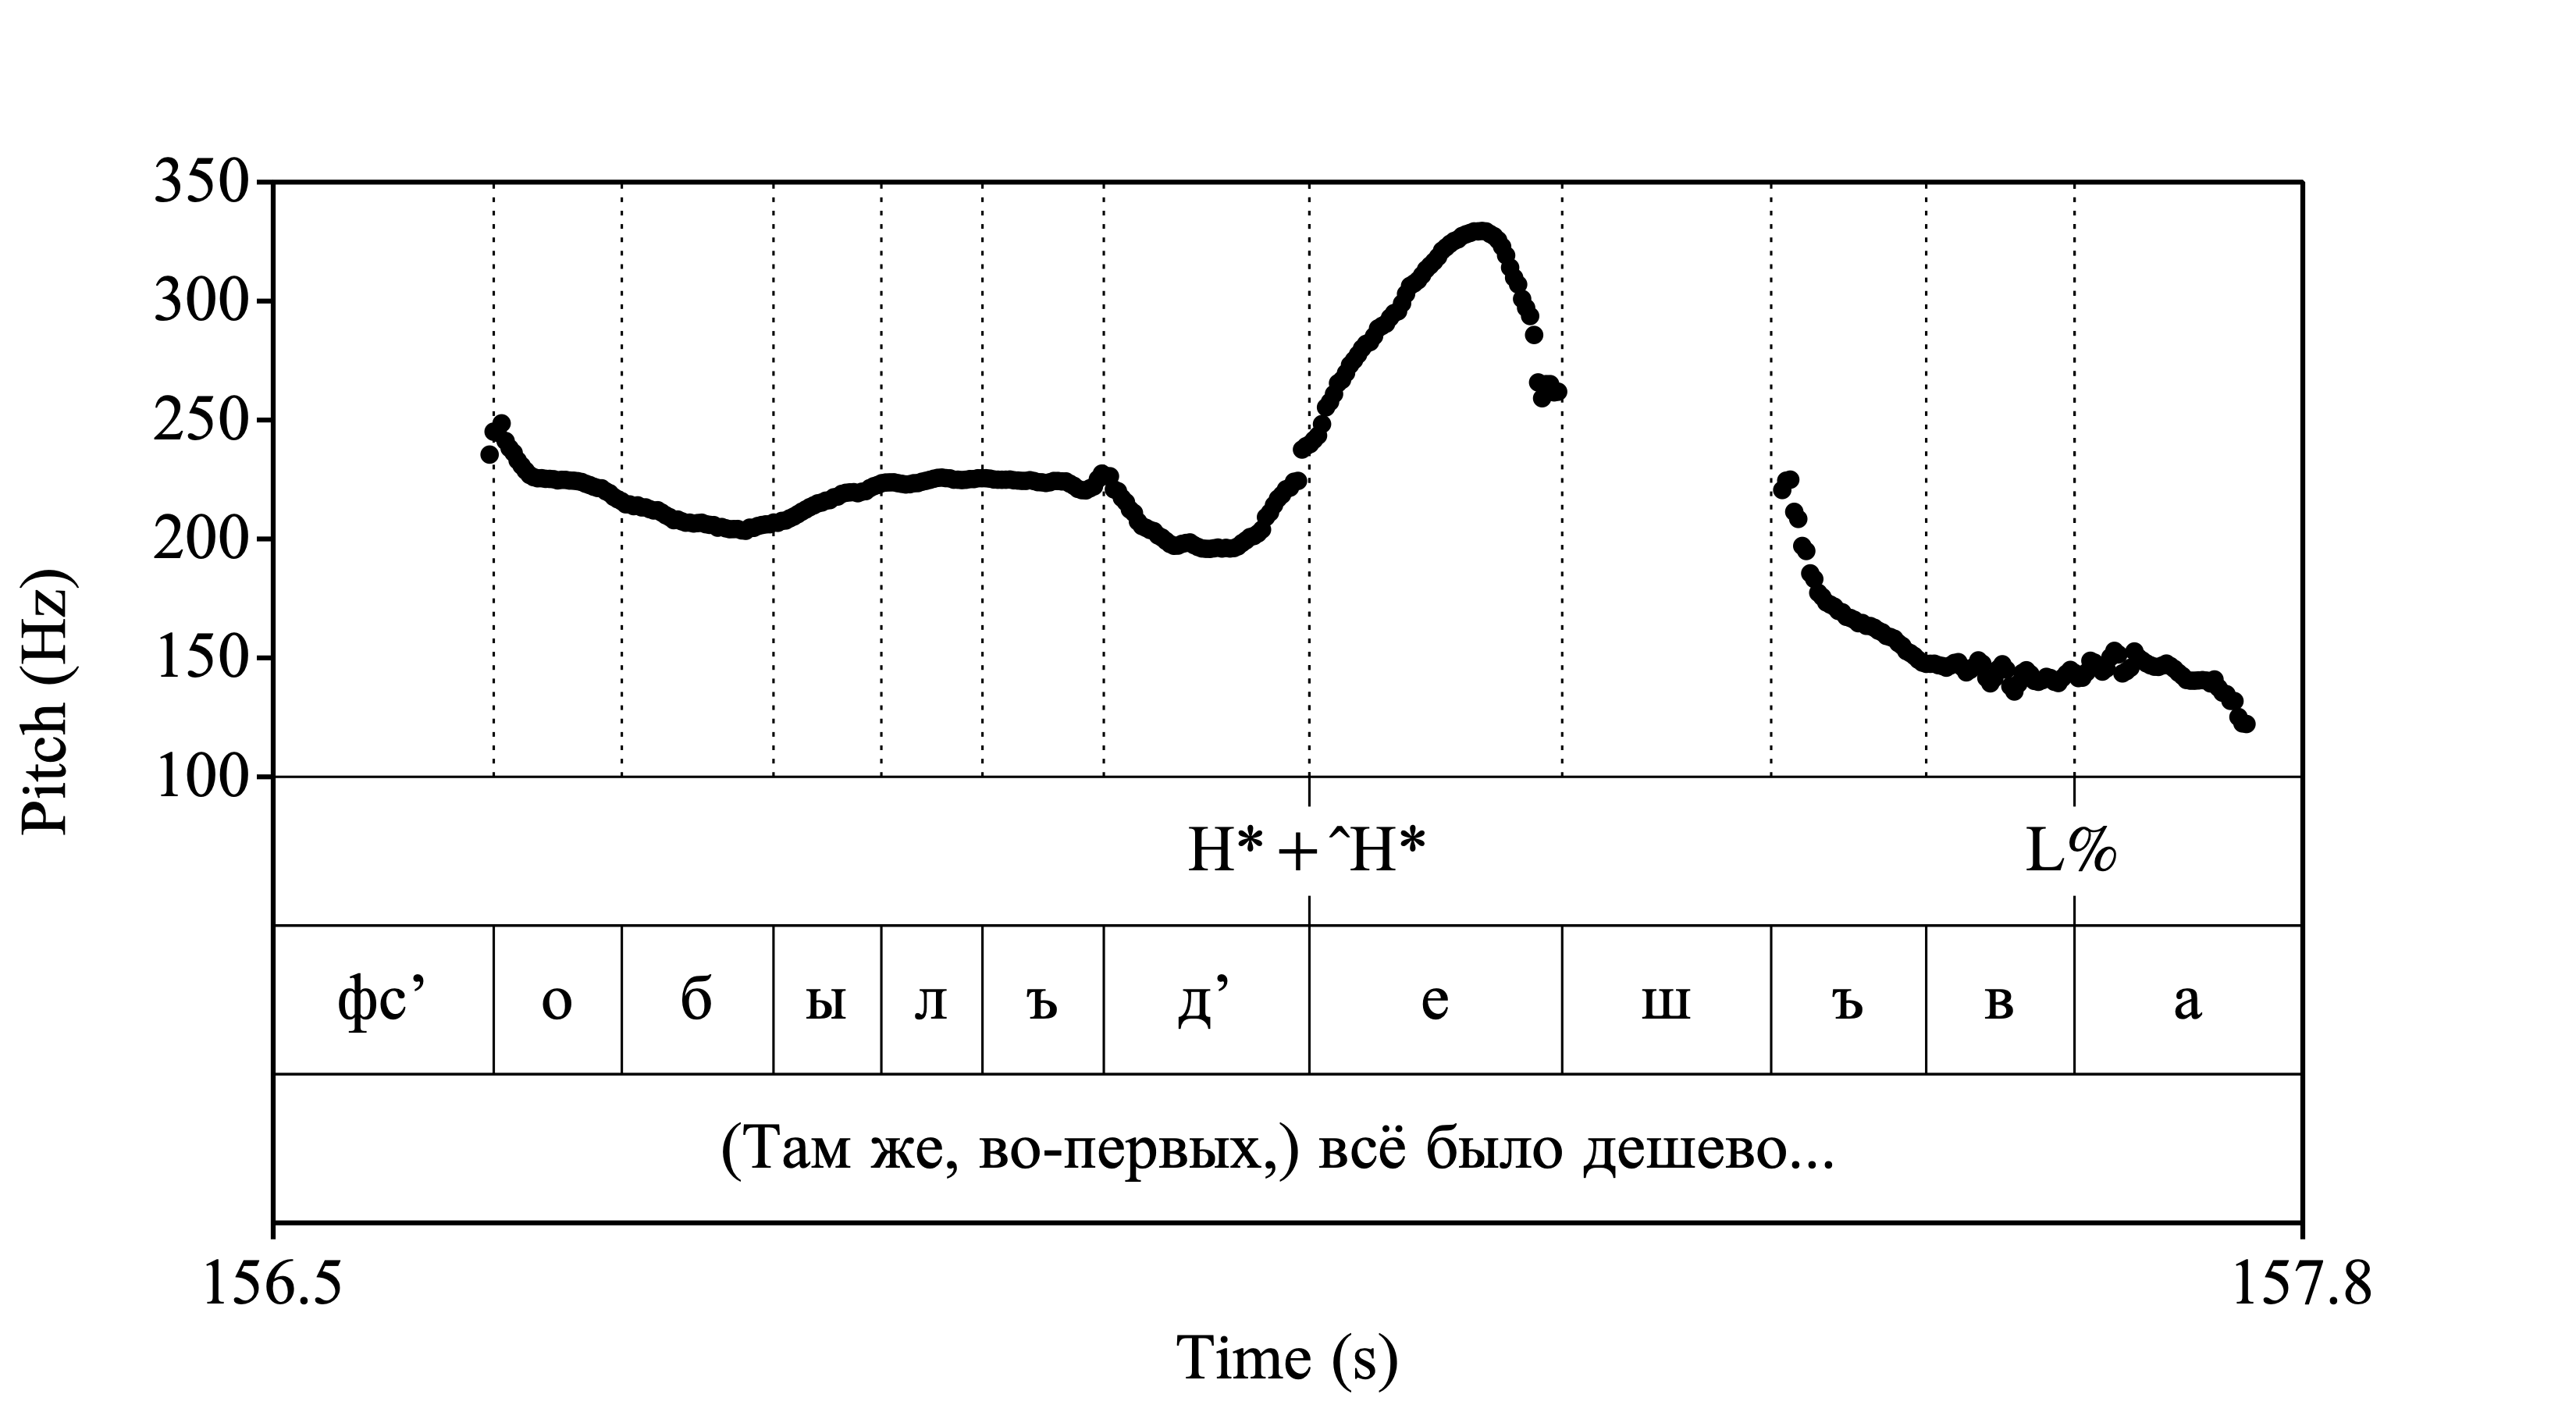 350
300
250
200
150
100
Pitch (Hz)
H* + ˆH* L%
фс’ о б ы л ъ д’ е ш ъ в а
(Там же, во-первых,) всё было дешево...
156.5 157.8
Time (s)